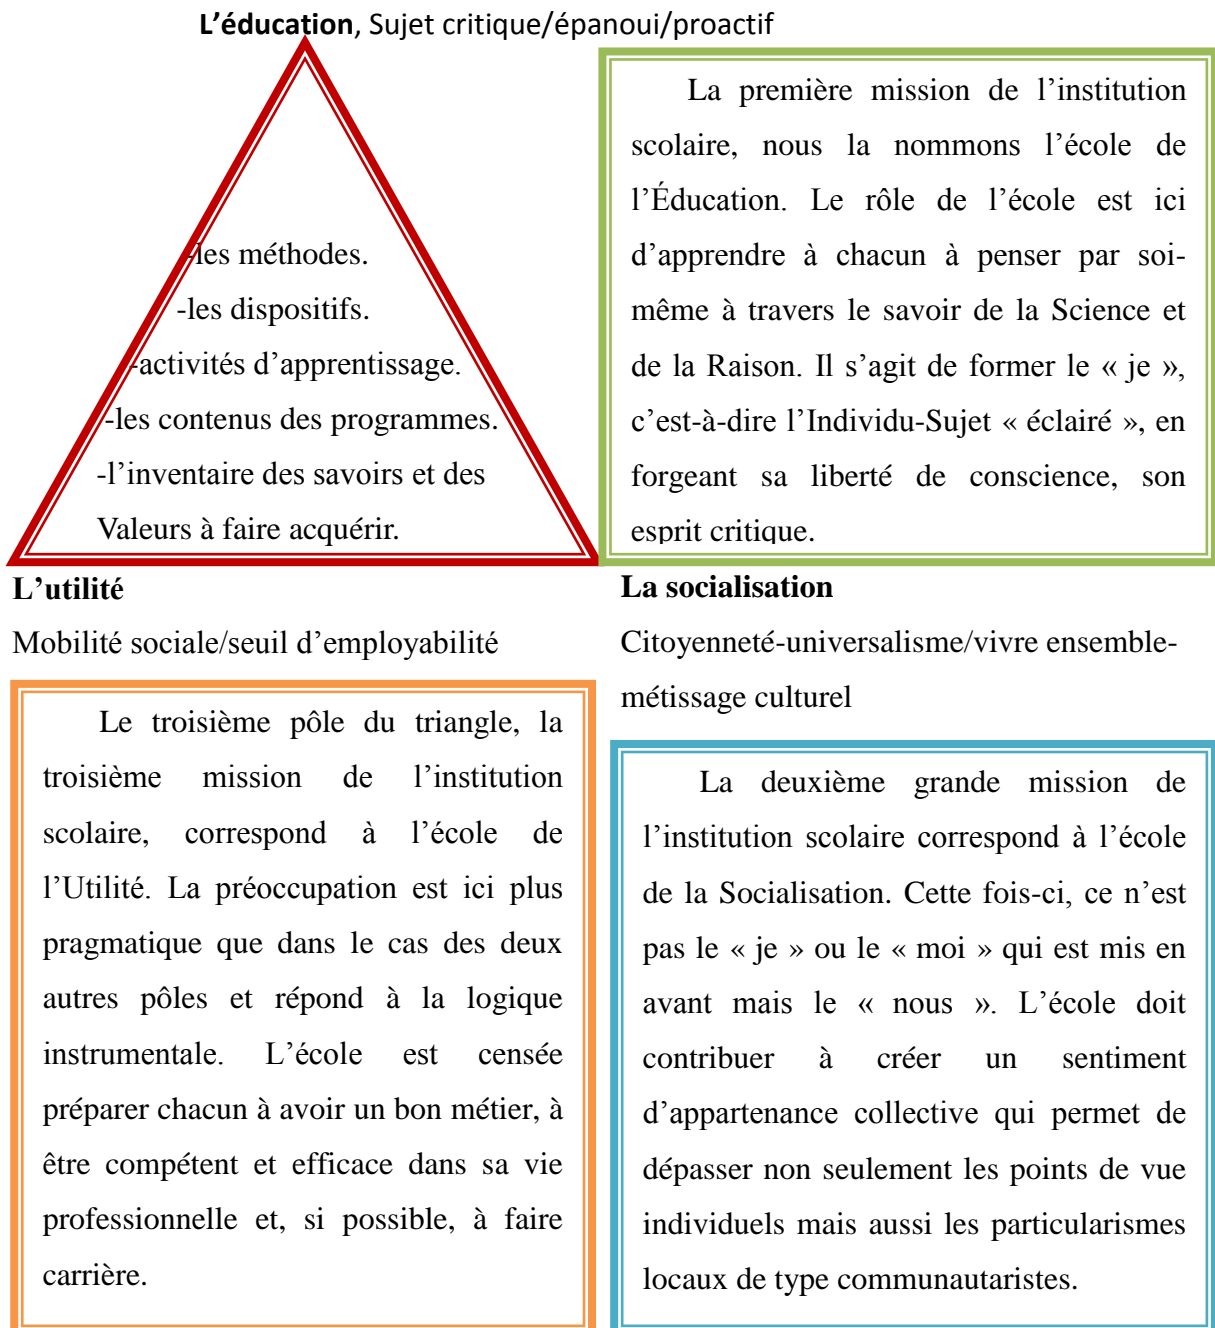 L’éducation, Sujet critique/épanoui/proactif
-les méthodes.
-les dispositifs.
-activités d’apprentissage.
-les contenus des programmes.
-l’inventaire des savoirs et des
Valeurs à faire acquérir.
La première mission de l’institution
scolaire, nous la nommons l’école de
l’Éducation. Le rôle de l’école est ici
d’apprendre à chacun à penser par soi-
même à travers le savoir de la Science et
de la Raison. Il s’agit de former le « je »,
c’est-à-dire l’Individu-Sujet « éclairé », en
forgeant sa liberté de conscience, son
esprit critique.
L’utilité
Mobilité sociale/seuil d’employabilité
Le troisième pôle du triangle, la
troisième mission de l’institution
scolaire, correspond à l’école de
l’Utilité. La préoccupation est ici plus
pragmatique que dans le cas des deux
autres pôles et répond à la logique
instrumentale. L’école est censée
préparer chacun à avoir un bon métier, à
être compétent et efficace dans sa vie
professionnelle et, si possible, à faire
carrière.
La socialisation
Citoyenneté-universalisme/vivre ensemble-
métissage culturel
La deuxième grande mission de
l’institution scolaire correspond à l’école
de la Socialisation. Cette fois-ci, ce n’est
pas le « je » ou le « moi » qui est mis en
avant mais le « nous ». L’école doit
contribuer à créer un sentiment
d’appartenance collective qui permet de
dépasser non seulement les points de vue
individuels mais aussi les particularismes
locaux de type communautaristes.